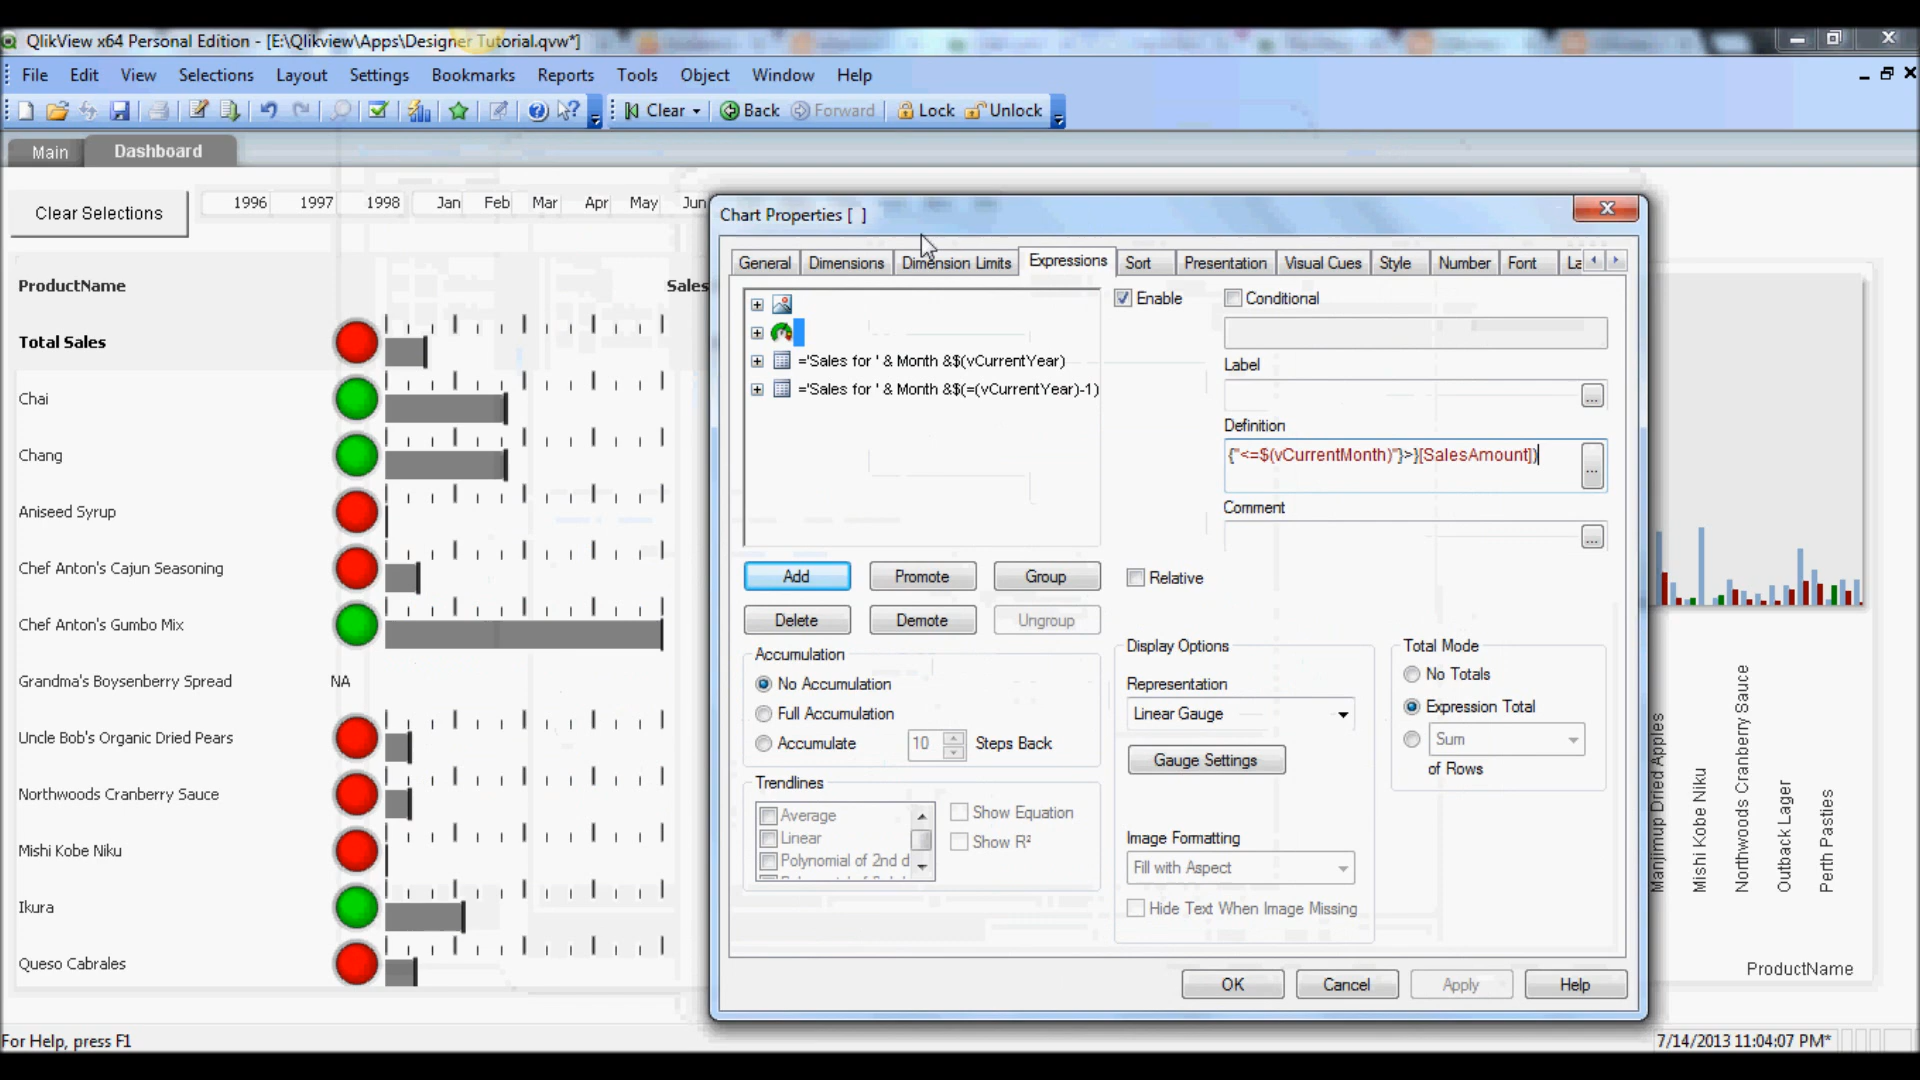 QlikView x64 Personal Edition - [E:\Qlikview\Apps\Designer Tutorial.qvw*]
File Edit View Selections Layout Settings Bookmarks Reports Tools Object Window Help
Clear Back Forward Lock Unlock
Main Dashboard
Clear Selections 1996 1997 1998 Jan Feb Mar Apr May Jun
Chart Properties [ ]
General Dimensions Dimension Limits Expressions Sort Presentation Visual Cues Style Number Font La
ProductName Sales
Total Sales
Chai
Chang
Aniseed Syrup
Chef Anton's Cajun Seasoning
Chef Anton's Gumbo Mix
Grandma's Boysenberry Spread NA
Uncle Bob's Organic Dried Pears
Northwoods Cranberry Sauce
Mishi Kobe Niku
Ikura
Queso Cabrales
='Sales for ' & Month &$(vCurrentYear)
='Sales for ' & Month &$(=(vCurrentYear)-1)
Enable Conditional
Label
...
Definition
{"<=$(vCurrentMonth)"}>}[SalesAmount])
...
Comment
...
Add Promote Group
Delete Demote Ungroup
Relative
Accumulation
No Accumulation
Full Accumulation
Accumulate 10 Steps Back
Trendlines
Average
Linear
Polynomial of 2nd d
Show Equation
Show R²
Display Options
Representation
Linear Gauge
Gauge Settings
Image Formatting
Fill with Aspect
Hide Text When Image Missing
Total Mode
No Totals
Expression Total
Sum
of Rows
OK Cancel Apply Help
Manjimup Dried Apples
Mishi Kobe Niku
Northwoods Cranberry Sauce
Outback Lager
Perth Pasties
ProductName
For Help, press F1
7/14/2013 11:04:07 PM*